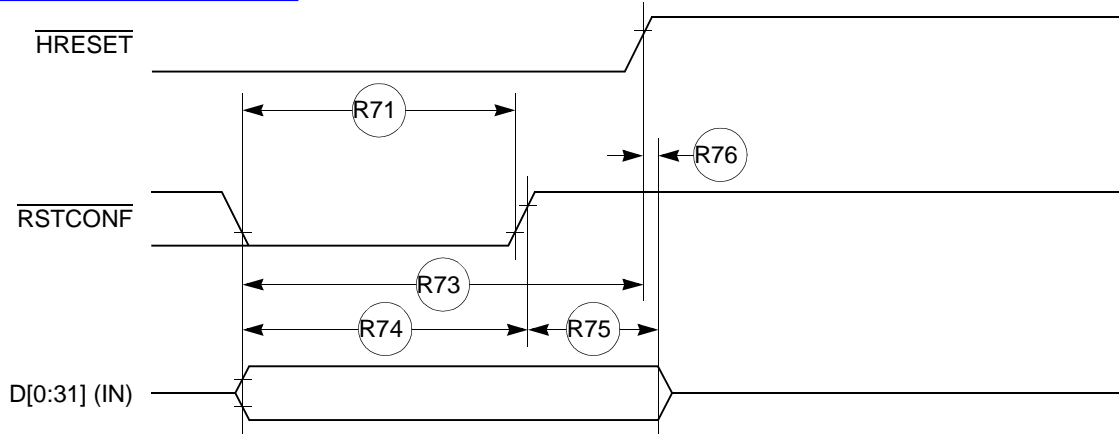 HRESET
R71
R76
RSTCONF
R73
R74
R75
D[0:31] (IN)